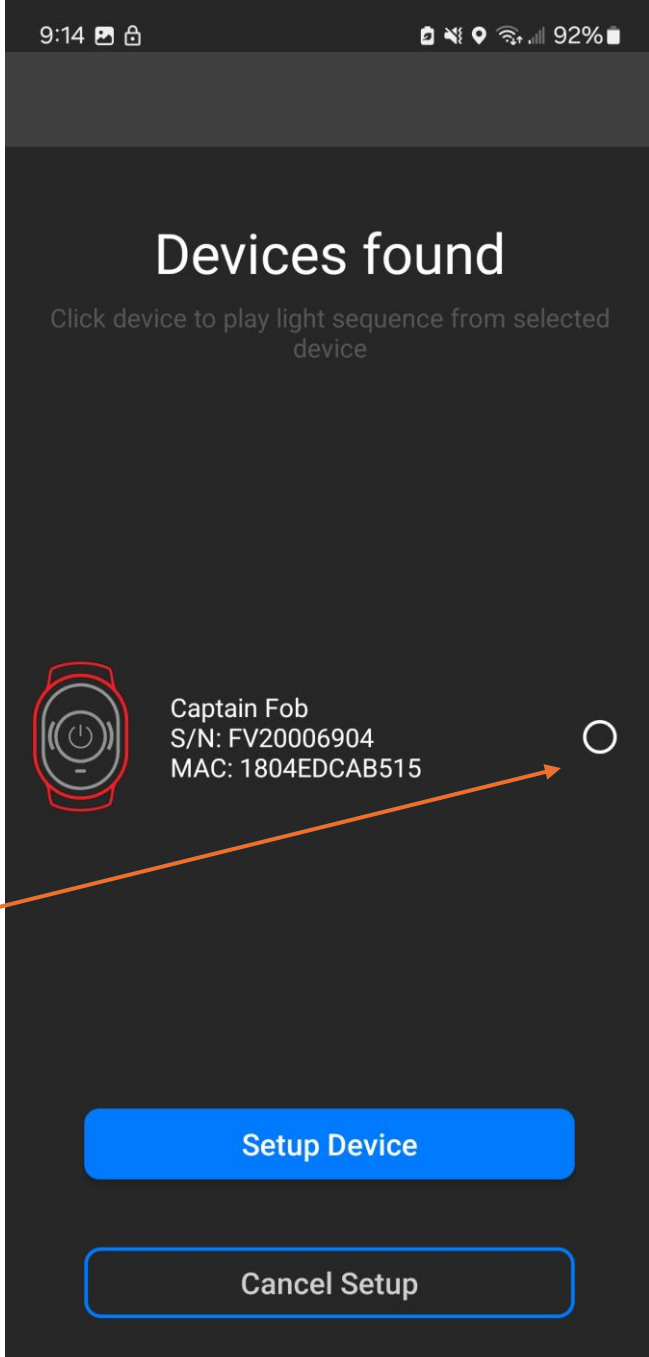 9:14 92%
Devices found
Click device to play light sequence from selected
device
Captain Fob
S/N: FV20006904
MAC: 1804EDCAB515
Setup Device
Cancel Setup